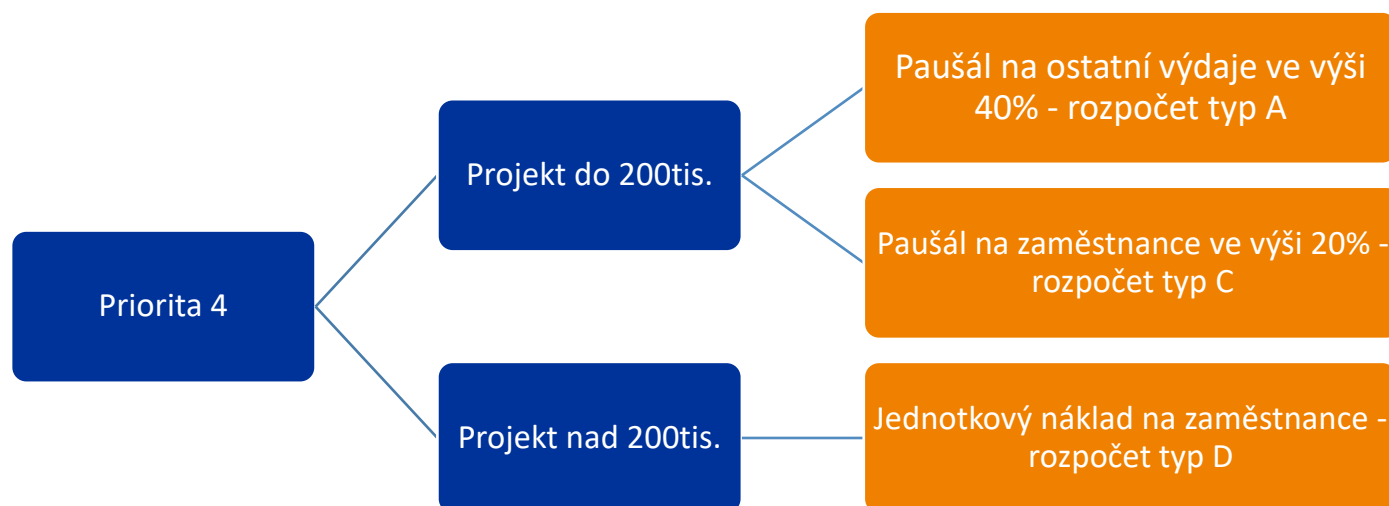 Paušál na ostatní výdaje ve výši
40% - rozpočet typ A
Projekt do 200tis.
Paušál na zaměstnance ve výši 20% -
rozpočet typ C
Priorita 4
Projekt nad 200tis.
Jednotkový náklad na zaměstnance -
rozpočet typ D